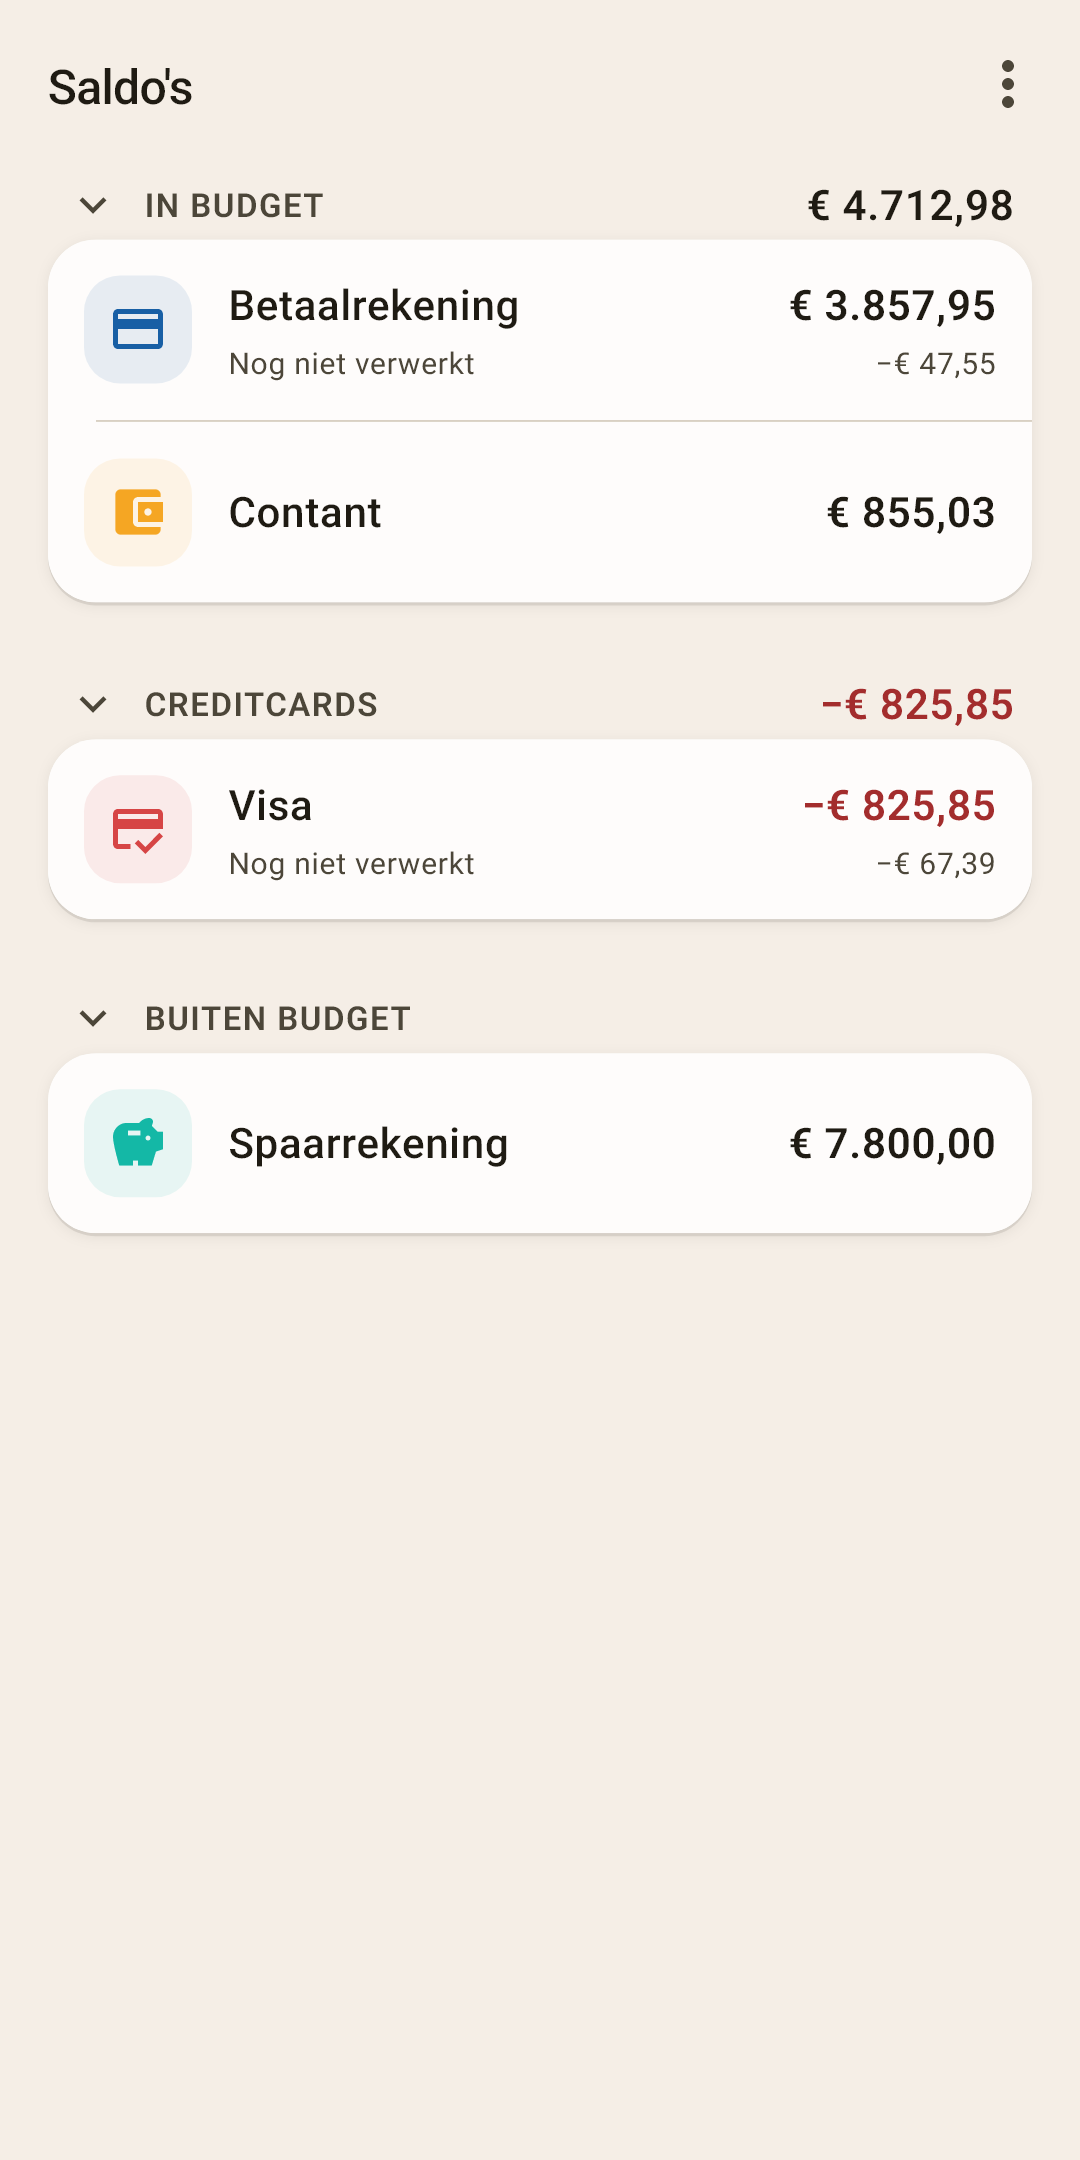 Saldo's
IN BUDGET € 4.712,98
Betaalrekening € 3.857,95
Nog niet verwerkt −€ 47,55
Contant € 855,03
CREDITCARDS −€ 825,85
Visa −€ 825,85
Nog niet verwerkt −€ 67,39
BUITEN BUDGET
Spaarrekening € 7.800,00